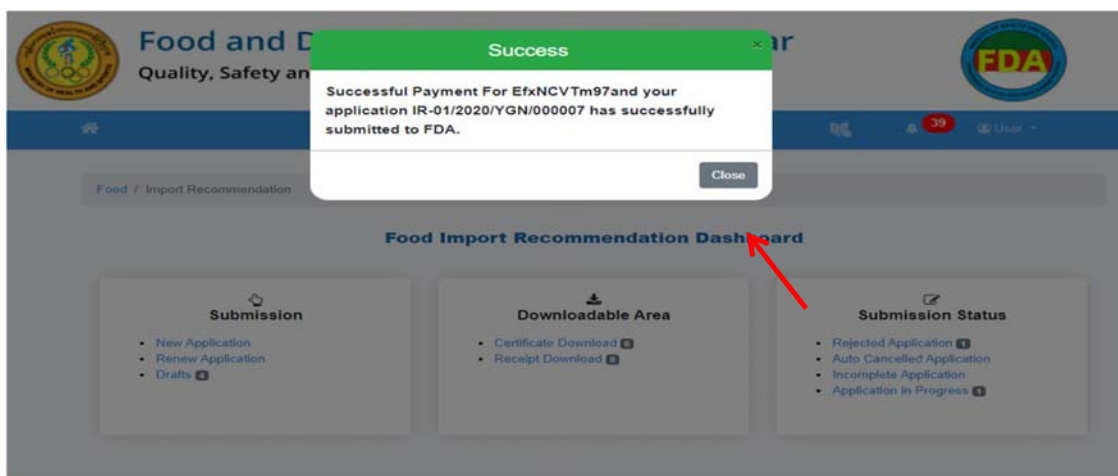 Food and D
ar
Quality, Safety an
FDA
Success ×
Successful Payment For EfxNCVTm97and your
application IR-01/2020/YGN/000007 has successfully
submitted to FDA.
Close
39
User
Food / Import Recommendation
Food Import Recommendation Dashboard
Submission
New Application
Renew Application
Drafts 4
Downloadable Area
Certificate Download
Receipt Download
Submission Status
Rejected Application 1
Auto Cancelled Application
Incomplete Application
Application in Progress 1